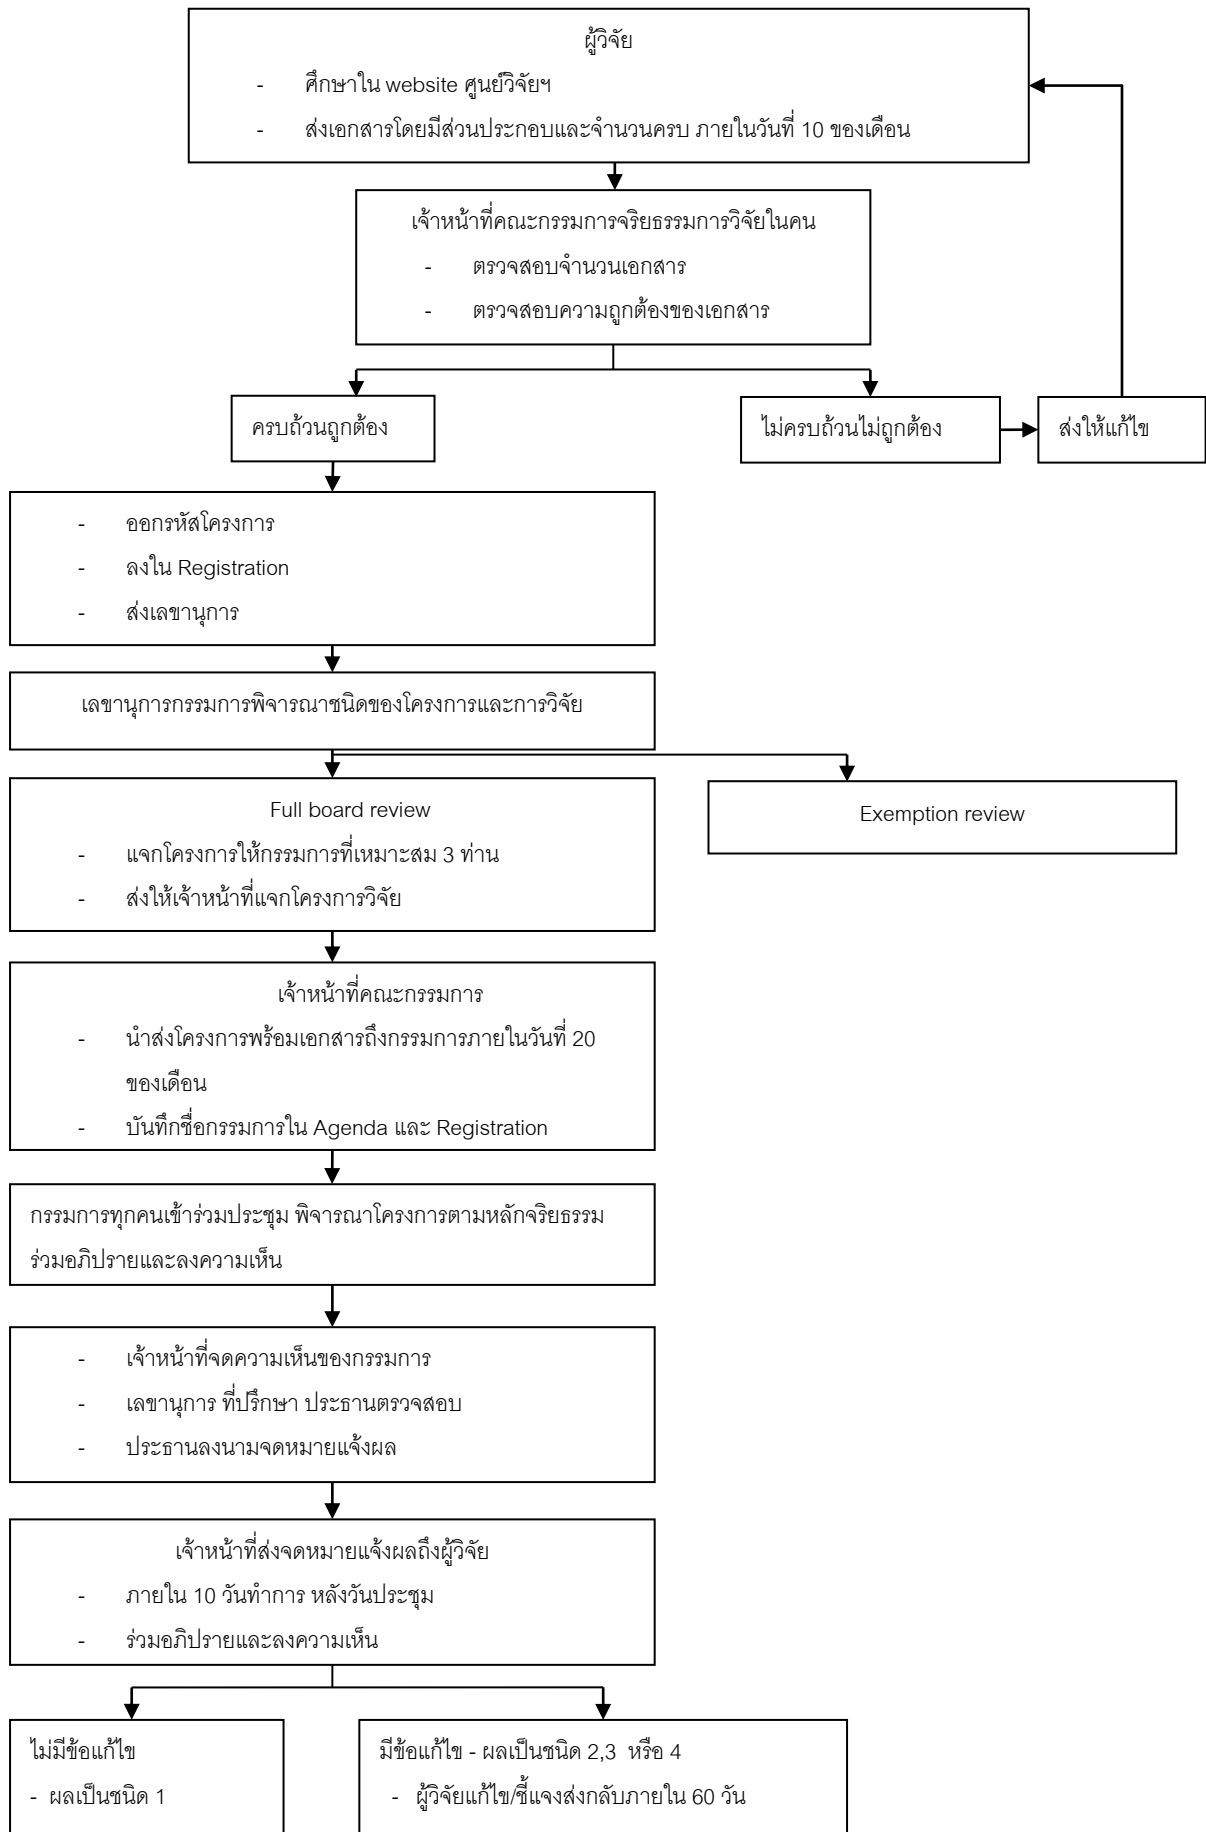 ผู้วิจัย
- ศึกษาใน website ศูนย์วิจัยฯ
- ส่งเอกสารโดยมีส่วนประกอบและจำนวนครบ ภายในวันที่ 10 ของเดือน
เจ้าหน้าที่คณะกรรมการจริยธรรมการวิจัยในคน
- ตรวจสอบจำนวนเอกสาร
- ตรวจสอบความถูกต้องของเอกสาร
ครบถ้วนถูกต้อง
ไม่ครบถ้วนไม่ถูกต้อง
ส่งให้แก้ไข
- ออกรหัสโครงการ
- ลงใน Registration
- ส่งเลขานุการ
เลขานุการกรรมการพิจารณาชนิดของโครงการและการวิจัย
Full board review
- แจกโครงการให้กรรมการที่เหมาะสม 3 ท่าน
- ส่งให้เจ้าหน้าที่แจกโครงการวิจัย
Exemption review
เจ้าหน้าที่คณะกรรมการ
- นำส่งโครงการพร้อมเอกสารถึงกรรมการภายในวันที่ 20
ของเดือน
- บันทึกชื่อกรรมการใน Agenda และ Registration
กรรมการทุกคนเข้าร่วมประชุม พิจารณาโครงการตามหลักจริยธรรม
ร่วมอภิปรายและลงความเห็น
- เจ้าหน้าที่จดความเห็นของกรรมการ
- เลขานุการ ที่ปรึกษา ประธานตรวจสอบ
- ประธานลงนามจดหมายแจ้งผล
เจ้าหน้าที่ส่งจดหมายแจ้งผลถึงผู้วิจัย
- ภายใน 10 วันทำการ หลังวันประชุม
- ร่วมอภิปรายและลงความเห็น
ไม่มีข้อแก้ไข
- ผลเป็นชนิด 1
มีข้อแก้ไข - ผลเป็นชนิด 2,3 หรือ 4
- ผู้วิจัยแก้ไข/ชี้แจงส่งกลับภายใน 60 วัน